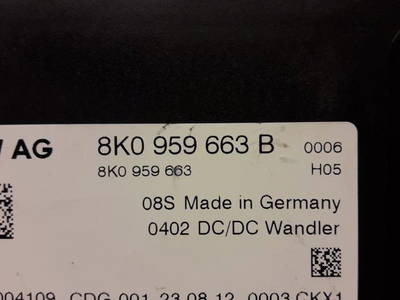 AG 8K0 959 663 B 0006
8K0 959 663 H05
08S Made in Germany
0402 DC/DC Wandler
004109 CDG 001 23.08.12 0003 CKX1